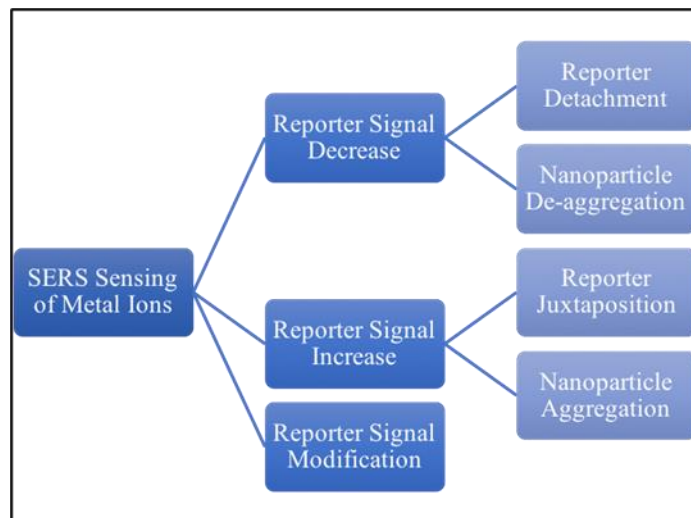 SERS Sensing
of Metal Ions
Reporter Signal
Decrease
Reporter
Detachment
Nanoparticle
De-aggregation
Reporter Signal
Increase
Reporter
Juxtaposition
Nanoparticle
Aggregation
Reporter Signal
Modification